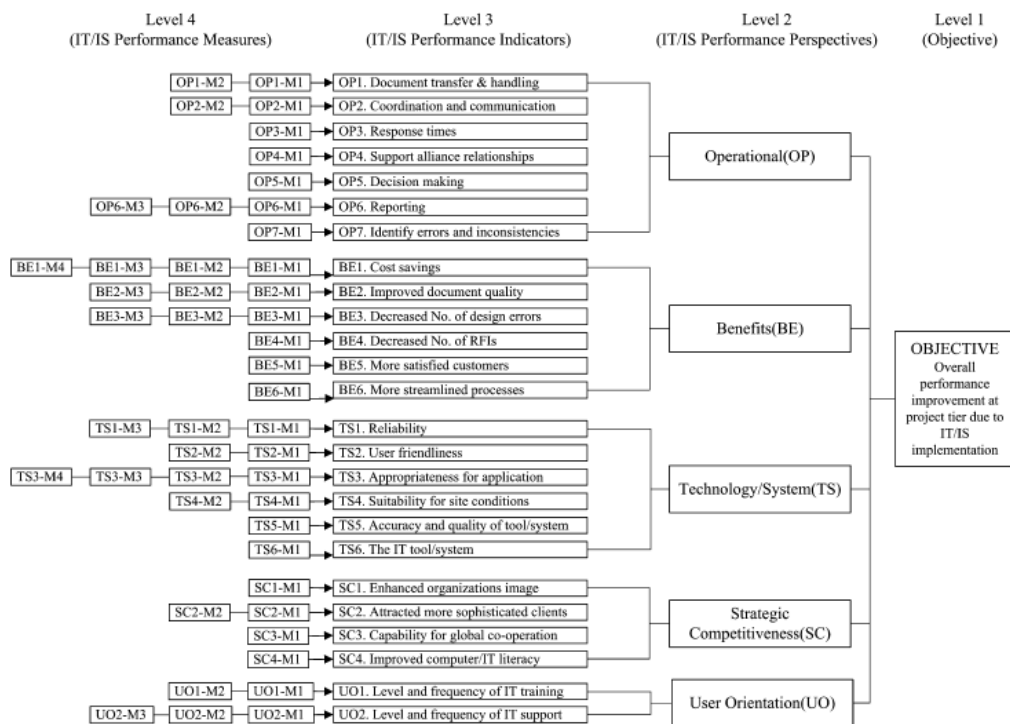 Level 4
(IT/IS Performance Measures)
Level 3
(IT/IS Performance Indicators)
Level 2
(IT/IS Performance Perspectives)
Level 1
(Objective)
OP1-M2 OP1-M1 OP1. Document transfer & handling
OP2-M2 OP2-M1 OP2. Coordination and communication
OP3-M1 OP3. Response times
OP4-M1 OP4. Support alliance relationships
OP5-M1 OP5. Decision making
OP6-M3 OP6-M2 OP6-M1 OP6. Reporting
OP7-M1 OP7. Identify errors and inconsistencies
Operational(OP)
BE1-M4 BE1-M3 BE1-M2 BE1-M1 BE1. Cost savings
BE2-M3 BE2-M2 BE2-M1 BE2. Improved document quality
BE3-M3 BE3-M2 BE3-M1 BE3. Decreased No. of design errors
BE4-M1 BE4. Decreased No. of RFIs
BE5-M1 BE5. More satisfied customers
BE6-M1 BE6. More streamlined processes
Benefits(BE)
TS1-M3 TS1-M2 TS1-M1 TS1. Reliability
TS2-M2 TS2-M1 TS2. User friendliness
TS3-M4 TS3-M3 TS3-M2 TS3-M1 TS3. Appropriateness for application
TS4-M2 TS4-M1 TS4. Suitability for site conditions
TS5-M1 TS5. Accuracy and quality of tool/system
TS6-M1 TS6. The IT tool/system
Technology/System(TS)
SC1-M1 SC1. Enhanced organizations image
SC2-M2 SC2-M1 SC2. Attracted more sophisticated clients
SC3-M1 SC3. Capability for global co-operation
SC4-M1 SC4. Improved computer/IT literacy
Strategic
Competitiveness(SC)
UO1-M2 UO1-M1 UO1. Level and frequency of IT training
UO2-M3 UO2-M2 UO2-M1 UO2. Level and frequency of IT support
User Orientation(UO)
OBJECTIVE
Overall
performance
improvement at
project tier due to
IT/IS
implementation